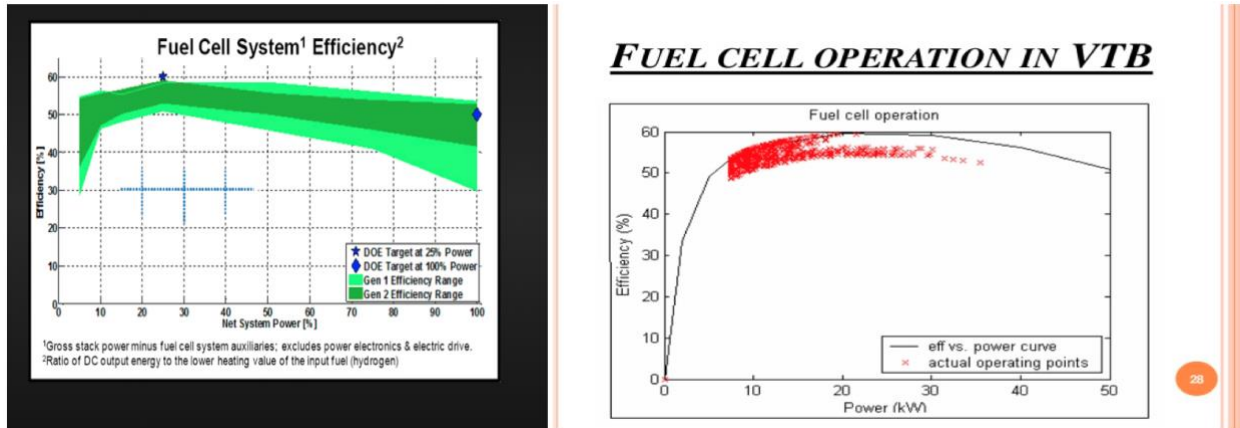 Fuel Cell System¹ Efficiency²
60
50
40
30
20
10
0
Efficiency [%]
0 10 20 30 40 50 60 70 80 90 100
Net System Power [%]
DOE Target at 25% Power
DOE Target at 100% Power
Gen 1 Efficiency Range
Gen 2 Efficiency Range
¹Gross stack power minus fuel cell system auxiliaries; excludes power electronics & electric drive.
²Ratio of DC output energy to the lower heating value of the input fuel (hydrogen)
FUEL CELL OPERATION IN VTB
Fuel cell operation
60
50
40
30
20
10
0
Efficiency (%)
0 10 20 30 40 50
Power (kW)
eff vs. power curve
actual operating points
28